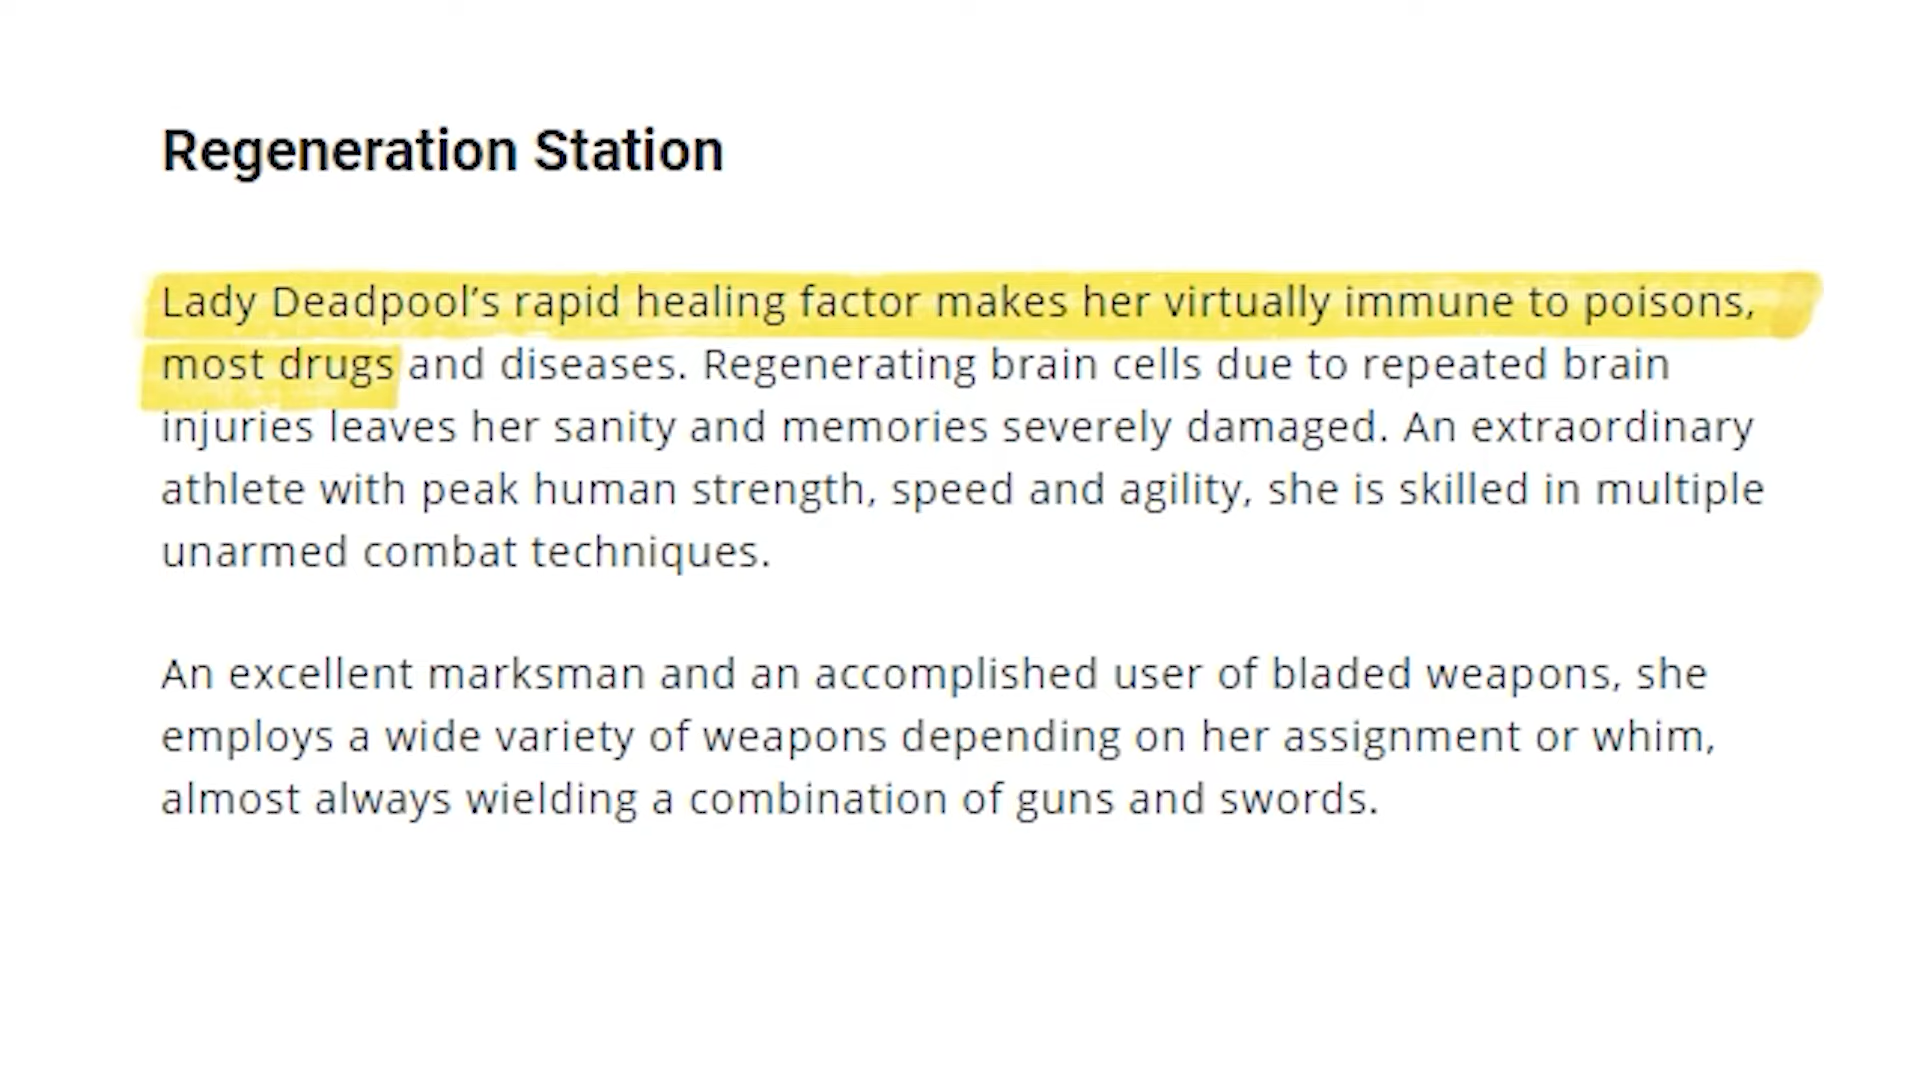 Regeneration Station
Lady Deadpool’s rapid healing factor makes her virtually immune to poisons,
most drugs and diseases. Regenerating brain cells due to repeated brain
injuries leaves her sanity and memories severely damaged. An extraordinary
athlete with peak human strength, speed and agility, she is skilled in multiple
unarmed combat techniques.
An excellent marksman and an accomplished user of bladed weapons, she
employs a wide variety of weapons depending on her assignment or whim,
almost always wielding a combination of guns and swords.